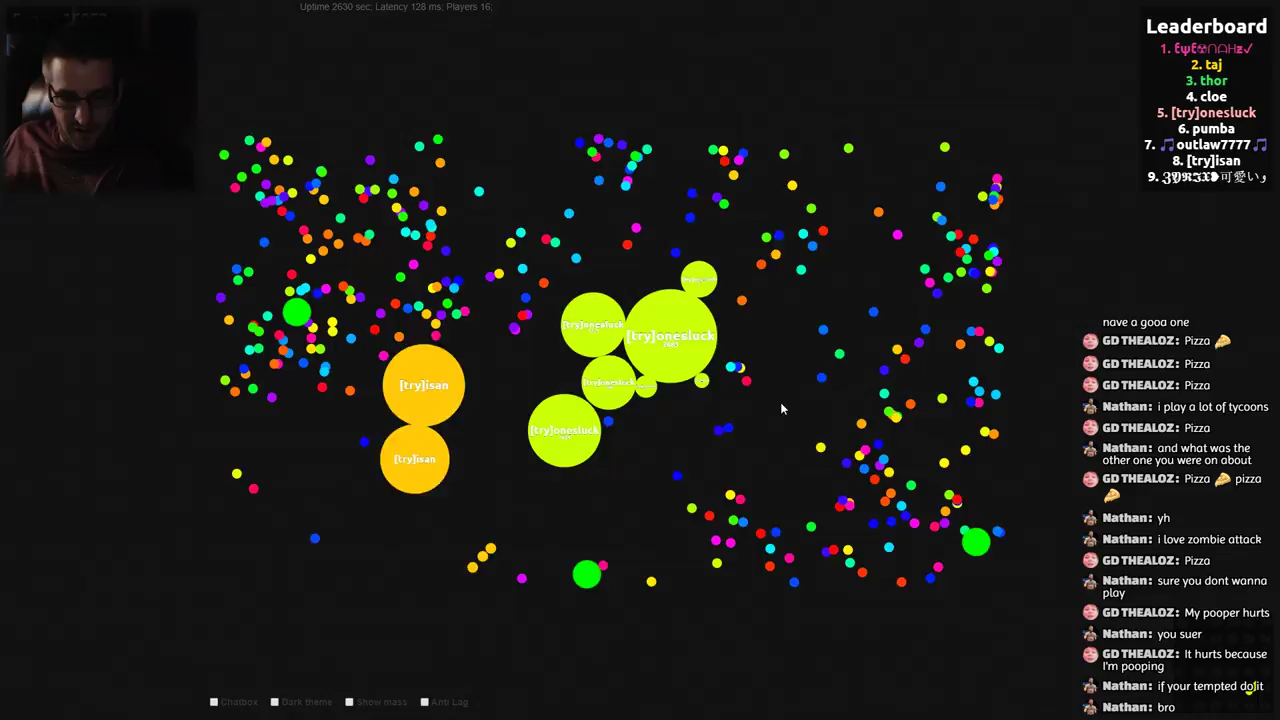 Uptime 2630 sec; Latency 128 ms; Players 16;
Leaderboard
2. taj
3. thor
4. cloe
5. [try]onesluck
6. pumba
7. 🎵outlaw7777🎵
8. [try]isan
[try]onesluck
[try]onesluck
[try]onesluck
[try]onesluck
[try]isan
[try]isan
have a good one
GD THEALOZ: Pizza 🍕
GD THEALOZ: Pizza
GD THEALOZ: Pizza
Nathan: i play a lot of tycoons
GD THEALOZ: Pizza
Nathan: and what was the
other one you were on about
GD THEALOZ: Pizza 🍕 pizza
🍕
Nathan: yh
Nathan: i love zombie attack
GD THEALOZ: Pizza
Nathan: sure you dont wanna
play
GD THEALOZ: My pooper hurts
Nathan: you suer
GD THEALOZ: It hurts because
I'm pooping
Nathan: if your tempted do it
Nathan: bro
Chatbox
Dark theme
Show mass
Anti Lag